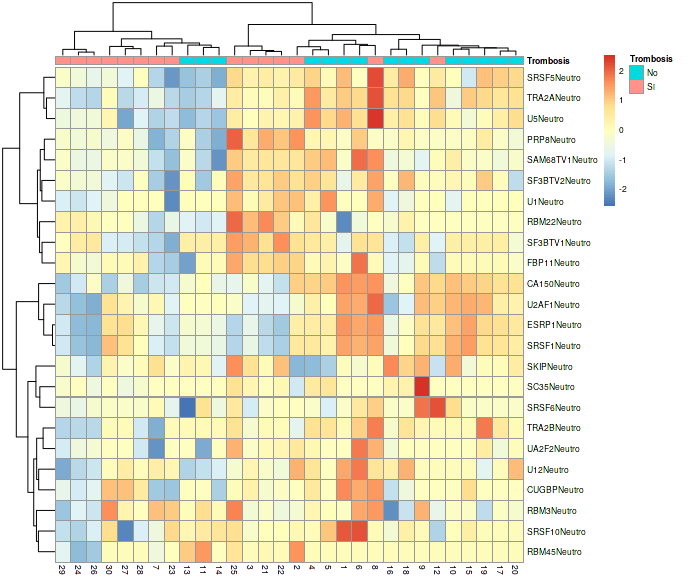 Trombosis
SRSF5Neutro
TRA2ANeutro
U5Neutro
PRP8Neutro
SAM68TV1Neutro
SF3BTV2Neutro
U1Neutro
RBM22Neutro
SF3BTV1Neutro
FBP11Neutro
CA150Neutro
U2AF1Neutro
ESRP1Neutro
SRSF1Neutro
SKIPNeutro
SC35Neutro
SRSF6Neutro
TRA2BNeutro
UA2F2Neutro
U12Neutro
CUGBPNeutro
RBM3Neutro
SRSF10Neutro
RBM45Neutro
29 24 26 30 27 28 7 23 13 11 14 25 3 21 22 2 4 5 1 6 8 16 18 9 12 10 15 19 17 20
2
1
0
-1
-2
Trombosis
No
SI